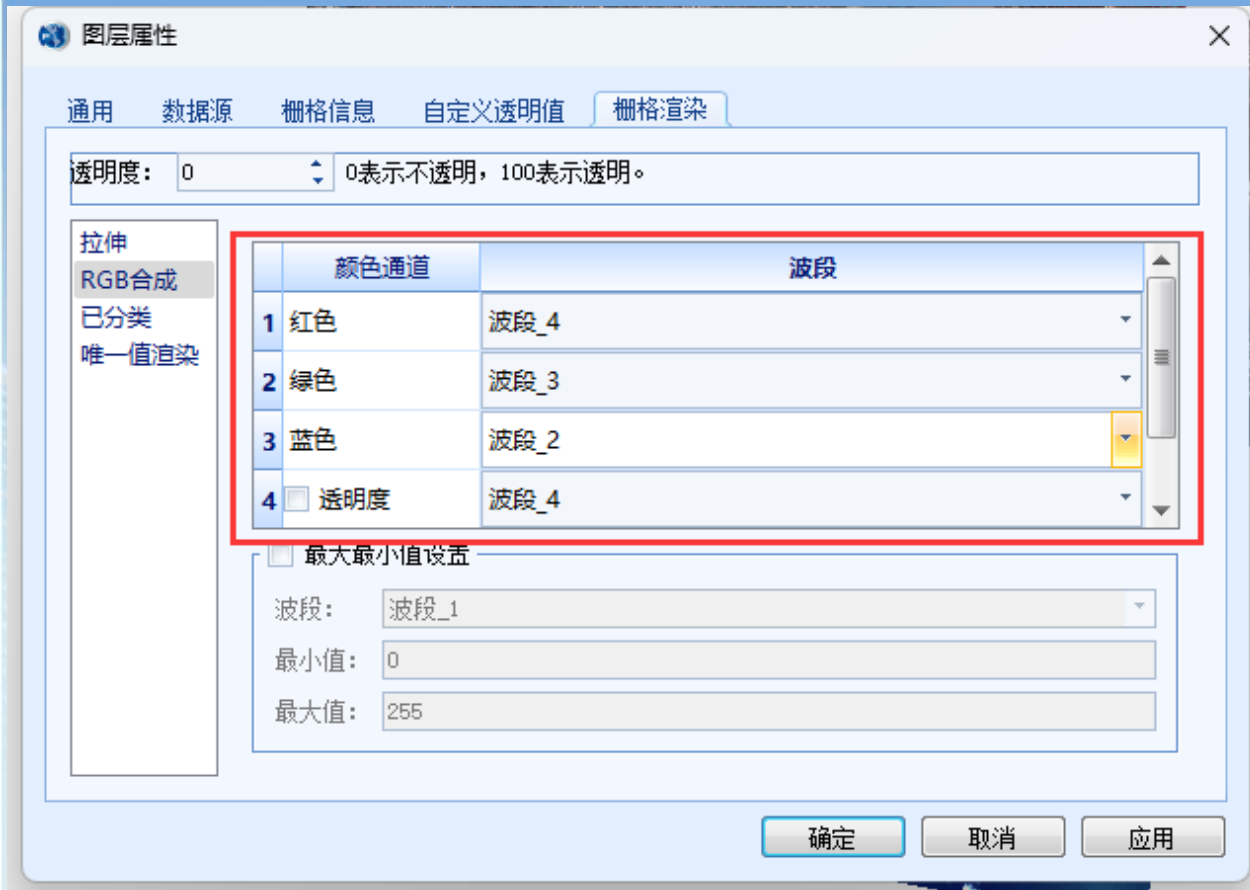 图层属性
通用 数据源 栅格信息 自定义透明值 栅格渲染
透明度: 0 0表示不透明，100表示透明。
拉伸
RGB合成
已分类
唯一值渲染
颜色通道 波段
1 红色 波段_4
2 绿色 波段_3
3 蓝色 波段_2
4 透明度 波段_4
最大最小值设置
波段: 波段_1
最小值: 0
最大值: 255
确定 取消 应用